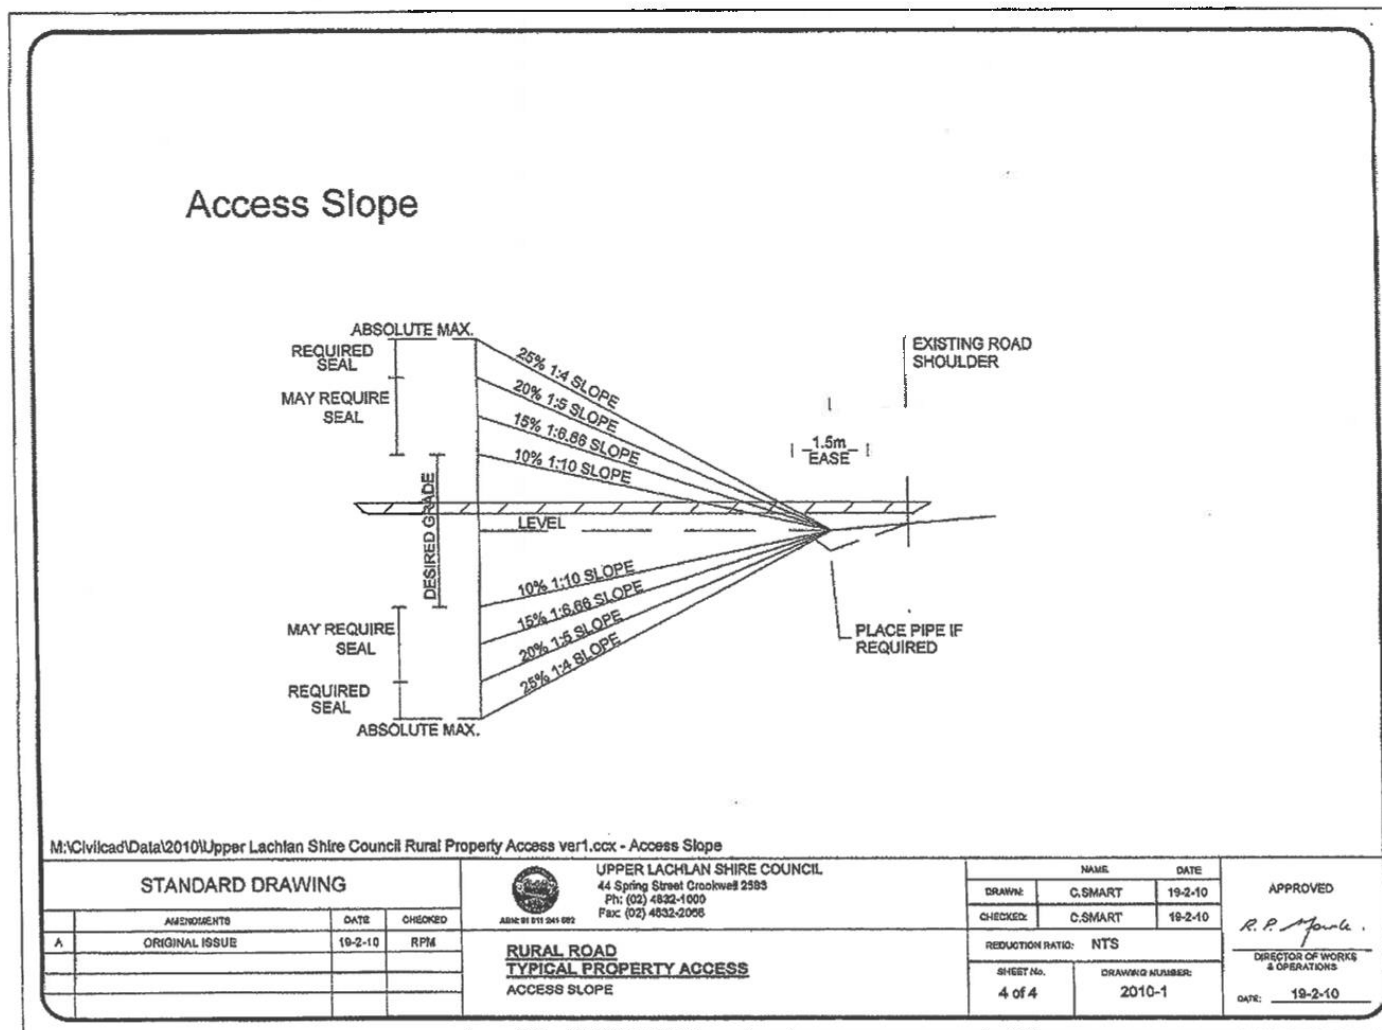 Access Slope
ABSOLUTE MAX.
REQUIRED
SEAL
MAY REQUIRE
SEAL
25% 1:4 SLOPE
20% 1:5 SLOPE
15% 1:6.66 SLOPE
10% 1:10 SLOPE
EXISTING ROAD
SHOULDER
1.5m
EASE
DESIRED GRADE
LEVEL
10% 1:10 SLOPE
15% 1:6.66 SLOPE
20% 1:5 SLOPE
25% 1:4 SLOPE
MAY REQUIRE
SEAL
REQUIRED
SEAL
ABSOLUTE MAX.
PLACE PIPE IF
REQUIRED
M:\Civilcad\Data\2010\Upper Lachlan Shire Council Rural Property Access ver1.ccx - Access Slope
STANDARD DRAWING
AMENDMENTS DATE CHECKED
A ORIGINAL ISSUE 19-2-10 RPM
UPPER LACHLAN SHIRE COUNCIL
44 Spring Street Crookwell 2583
Ph: (02) 4832-1000
Fax: (02) 4832-2066
ABN: 81 011 241 552
RURAL ROAD
TYPICAL PROPERTY ACCESS
ACCESS SLOPE
NAME DATE
DRAWN: C.SMART 19-2-10
CHECKED: C.SMART 19-2-10
REDUCTION RATIO: NTS
SHEET No. DRAWING NUMBER:
4 of 4 2010-1
APPROVED
R.P.
DIRECTOR OF WORKS
& OPERATIONS
DATE: 19-2-10